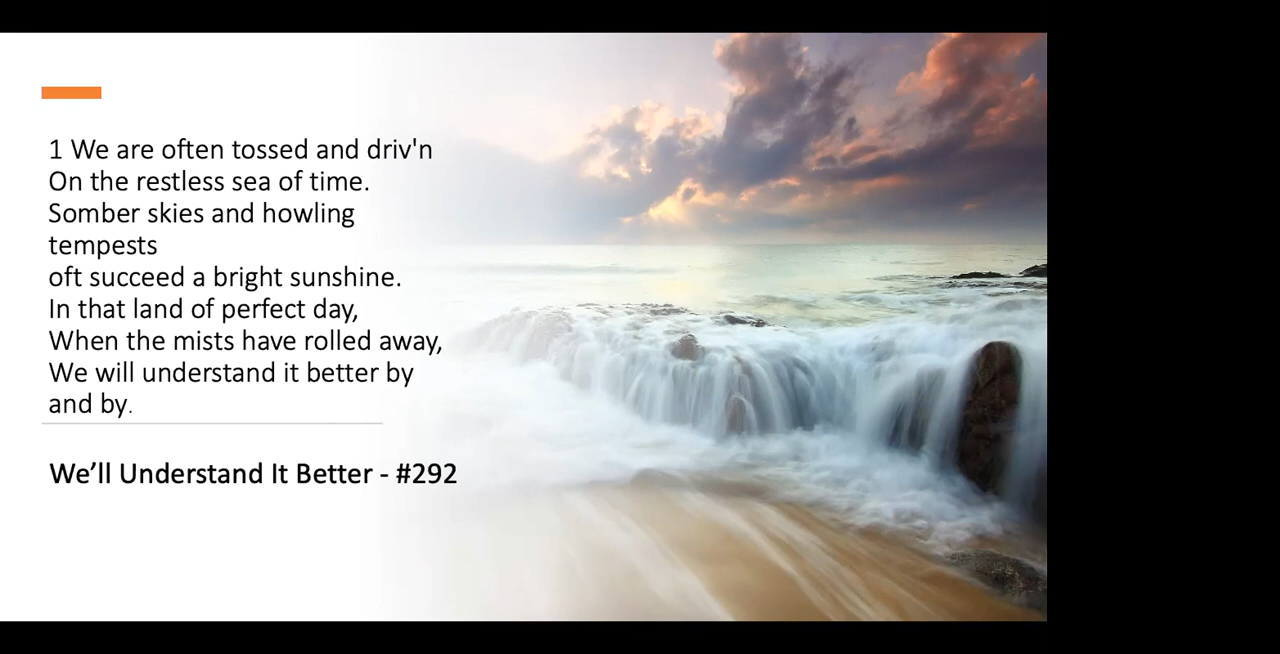 1 We are often tossed and driv'n
On the restless sea of time.
Somber skies and howling
tempests
oft succeed a bright sunshine.
In that land of perfect day,
When the mists have rolled away,
We will understand it better by
and by.
We’ll Understand It Better - #292